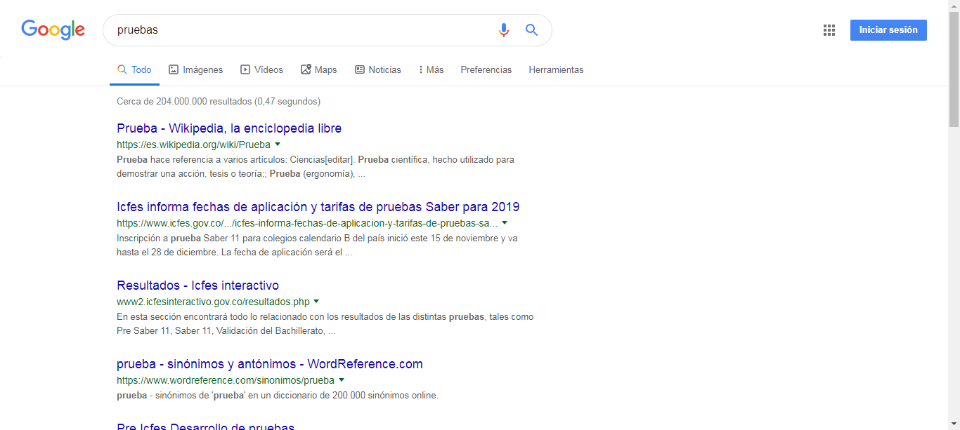 Google
pruebas
Iniciar sesión
Todo Imágenes Vídeos Maps Noticias Más Preferencias Herramientas
Cerca de 204.000.000 resultados (0,47 segundos)
Prueba - Wikipedia, la enciclopedia libre
https://es.wikipedia.org/wiki/Prueba
Prueba hace referencia a varios artículos: Ciencias[editar]. Prueba científica, hecho utilizado para
demostrar una acción, tesis o teoría;; Prueba (ergonomía), ...
Icfes informa fechas de aplicación y tarifas de pruebas Saber para 2019
https://www.icfes.gov.co/.../icfes-informa-fechas-de-aplicacion-y-tarifas-de-pruebas-sa...
Inscripción a prueba Saber 11 para colegios calendario B del país inició este 15 de noviembre y va
hasta el 28 de diciembre. La fecha de aplicación será el ...
Resultados - Icfes interactivo
www2.icfesinteractivo.gov.co/resultados.php
En esta sección encontrará todo lo relacionado con los resultados de las distintas pruebas, tales como
Pre Saber 11, Saber 11, Validación del Bachillerato, ...
prueba - sinónimos y antónimos - WordReference.com
https://www.wordreference.com/sinonimos/prueba
prueba - sinónimos de 'prueba' en un diccionario de 200.000 sinónimos online.
Pre Icfes Desarrollo de pruebas